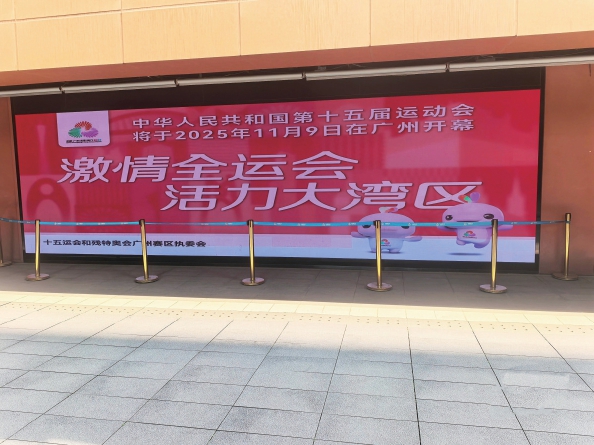 中华人民共和国第十五届运动会
将于2025年11月9日在广州开幕
激情全运会
活力大湾区
十五运会和残特奥会广州赛区执委会